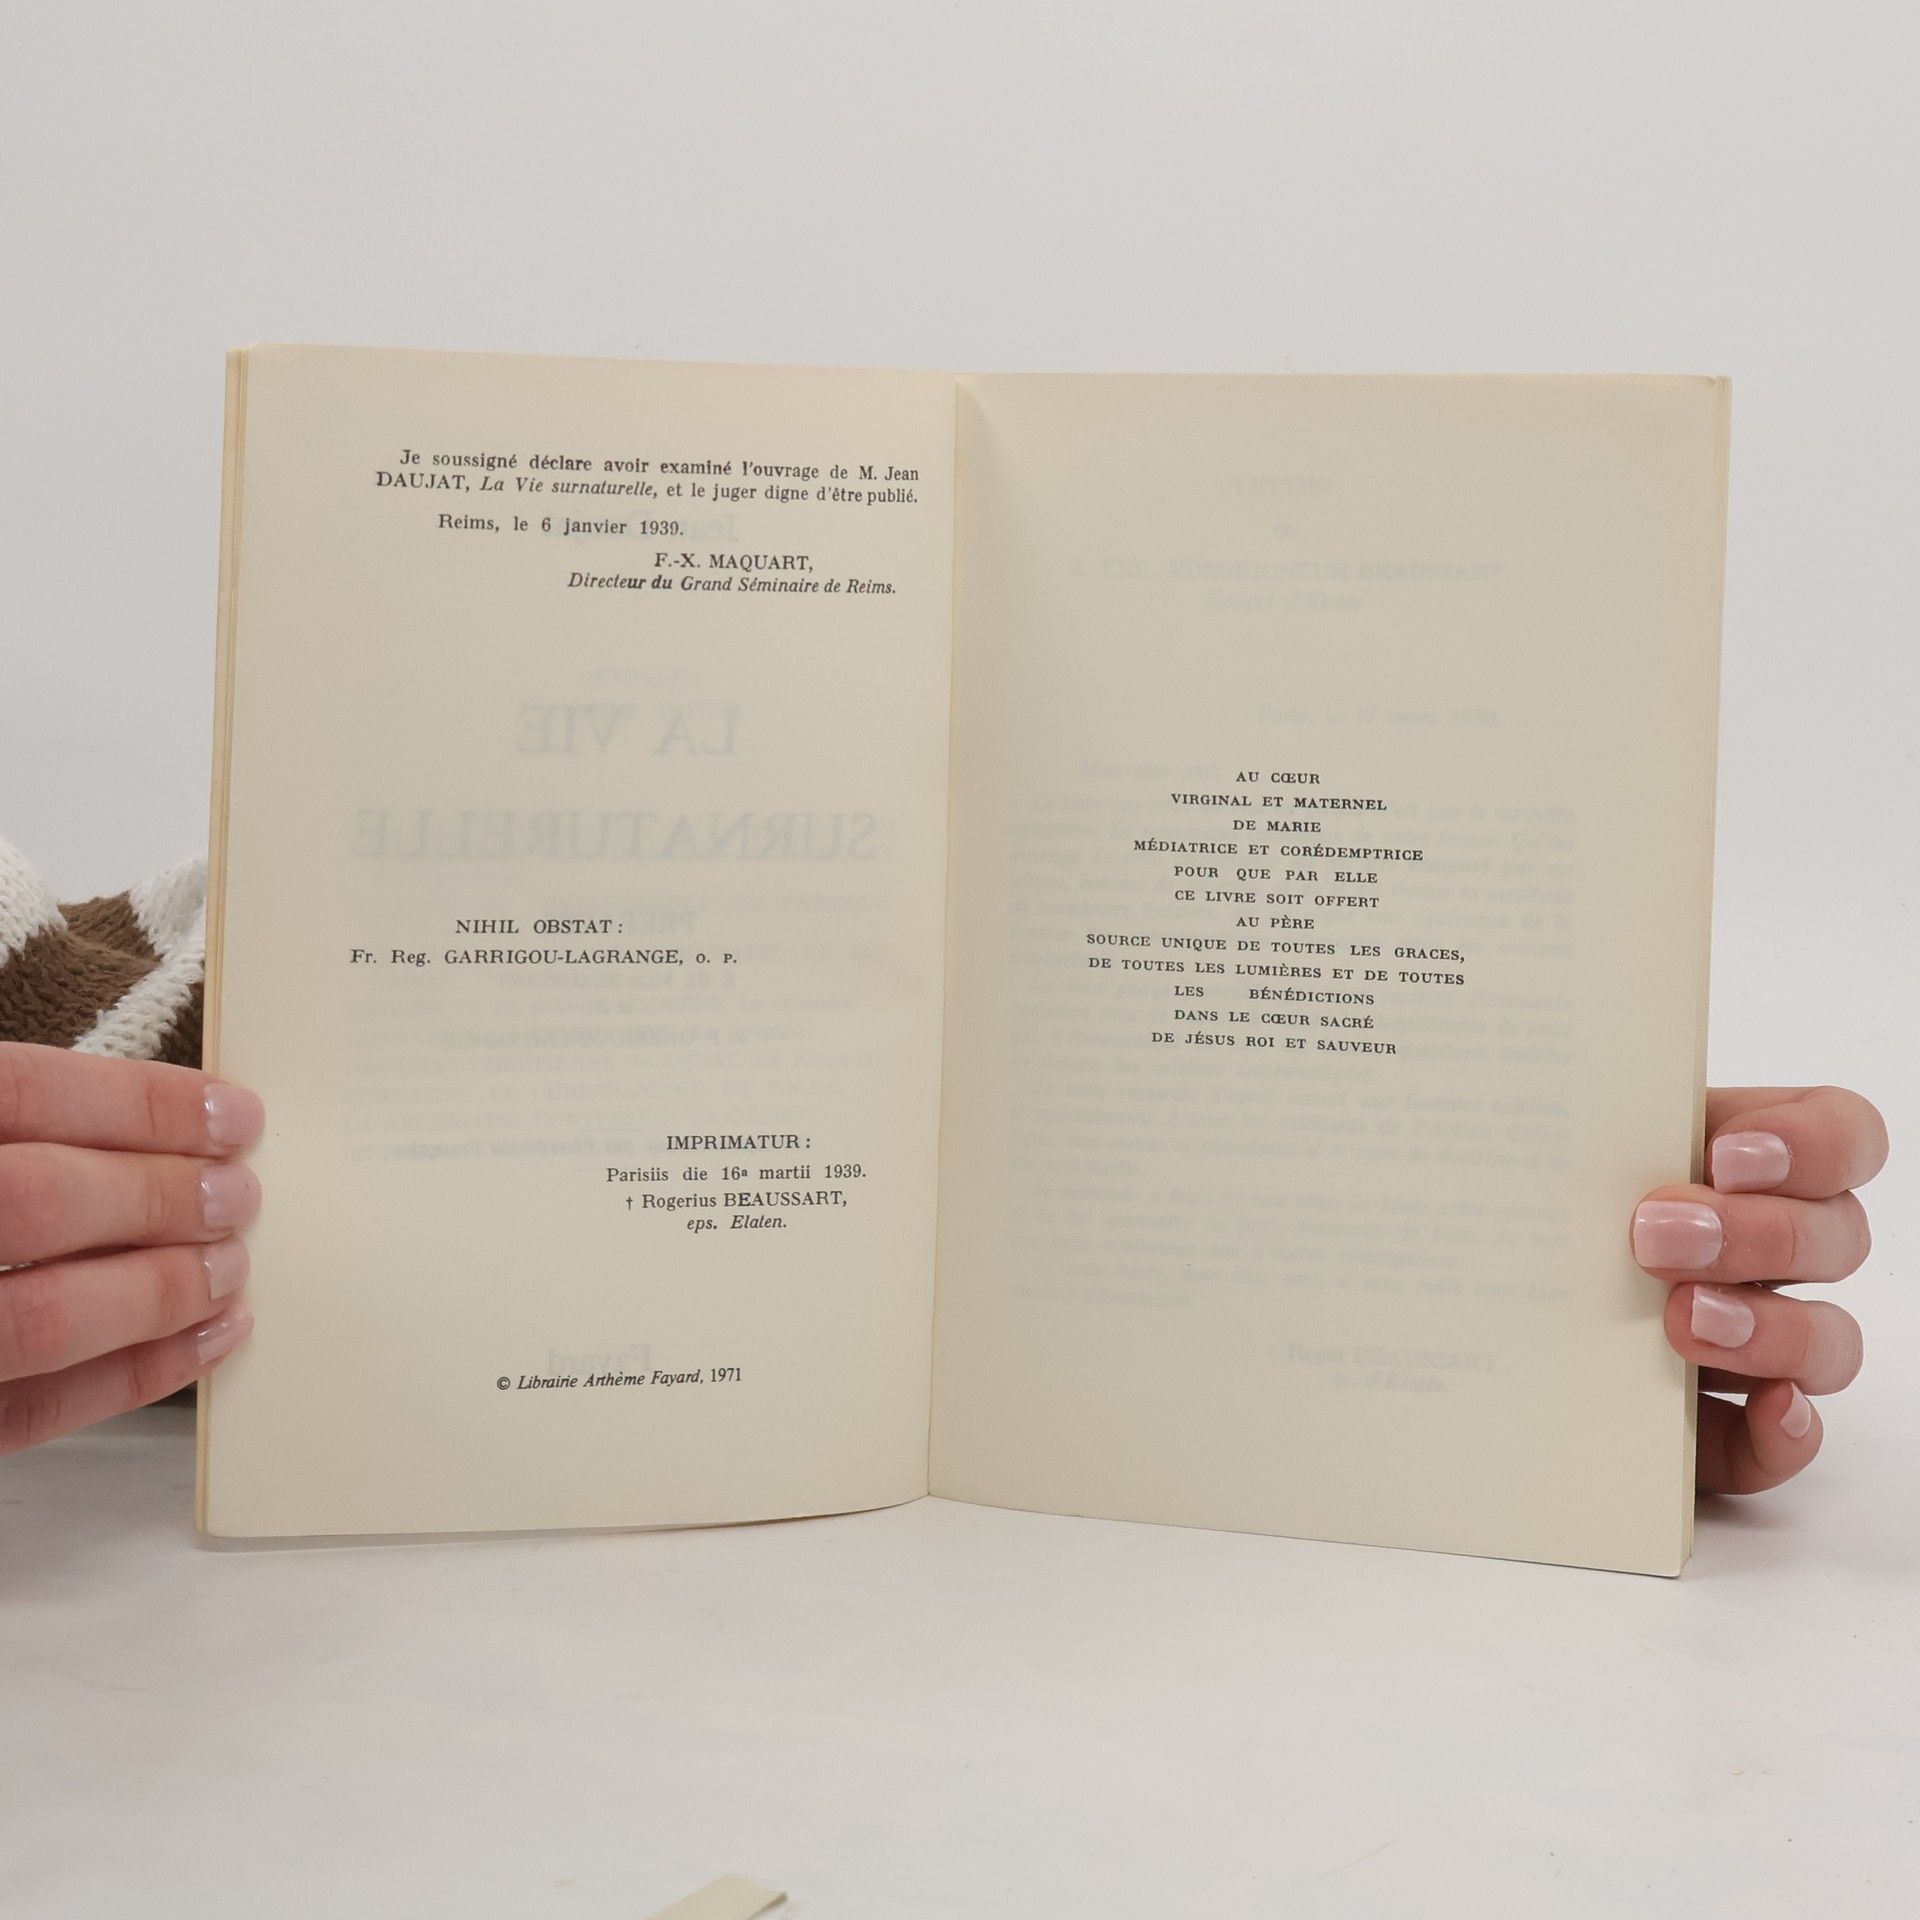 Je soussigné déclare avoir examiné l'ouvrage de M. Jean
DAUJAT, La Vie surnaturelle, et le juger digne d'être publié.
Reims, le 6 janvier 1939.
F.-X. MAQUART,
Directeur du Grand Séminaire de Reims.
NIHIL OBSTAT :
Fr. Reg. GARRIGOU-LAGRANGE, O. P.
IMPRIMATUR :
Parisiis die 16ª martii 1939.
† Rogerius BEAUSSART,
eps. Elaten.
© Librairie Arthème Fayard, 1971
AU CŒUR
VIRGINAL ET MATERNEL
DE MARIE
MÉDIATRICE ET CORÉDEMPTRICE
POUR QUE PAR ELLE
CE LIVRE SOIT OFFERT
AU PÈRE
SOURCE UNIQUE DE TOUTES LES GRACES,
DE TOUTES LES LUMIÈRES ET DE TOUTES
LES BÉNÉDICTIONS
DANS LE CŒUR SACRÉ
DE JÉSUS ROI ET SAUVEUR